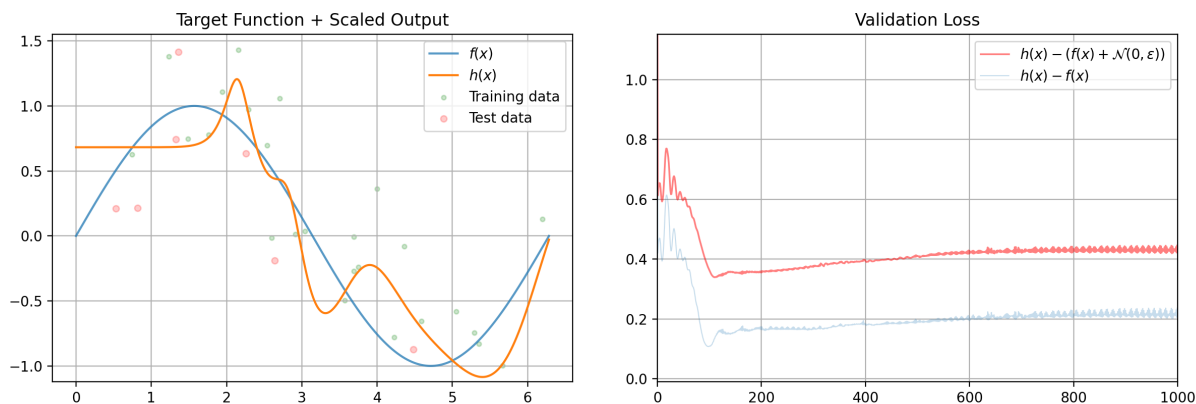 Target Function + Scaled Output
1.5
1.0
0.5
0.0
−0.5
−1.0
0 1 2 3 4 5 6
f(x)
h(x)
Training data
Test data
Validation Loss
1.0
0.8
0.6
0.4
0.2
0.0
0 200 400 600 800 1000
h(x) − (f(x) + 𝒩(0, ε))
h(x) − f(x)